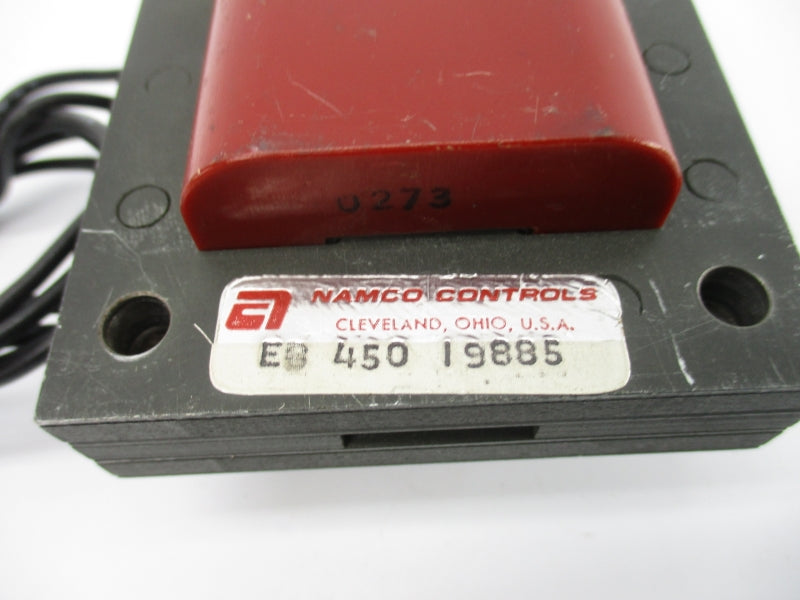 0273
NAMCO CONTROLS
CLEVELAND, OHIO, U.S.A.
EB 450 19885